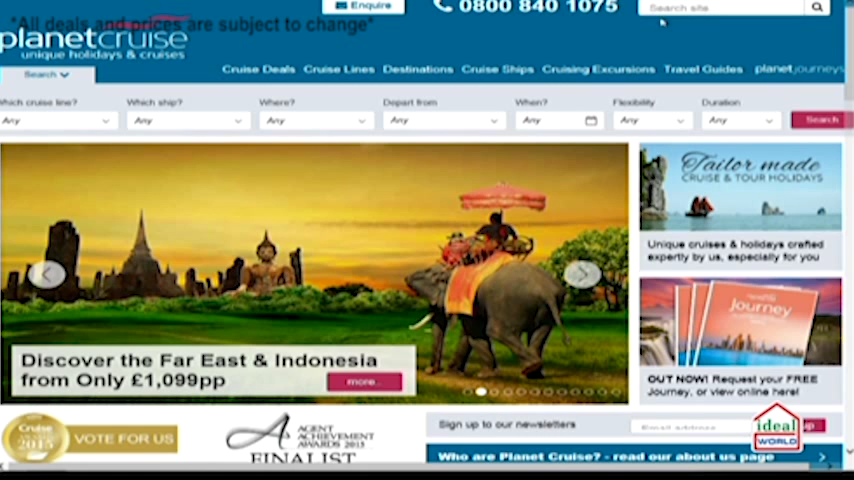 *All deals and prices are subject to change*
Enquire
0800 840 1075
Search site
planetcruise
unique holidays & cruises
Search
Cruise Deals Cruise Lines Destinations Cruise Ships Cruising Excursions Travel Guides planetjourneys
Which cruise line? Which ship? Where? Depart from When? Flexibility Duration
Any Any Any Any Any Any Any Search
Tailor made
CRUISE & TOUR HOLIDAYS
Unique cruises & holidays crafted
expertly by us, especially for you
Journey
OUT NOW! Request your FREE
Journey, or view online here!
Discover the Far East & Indonesia
from Only £1,099pp
more..
Cruise
2015
VOTE FOR US
AGENT
ACHIEVEMENT
AWARDS 2015
FINALIST
Sign up to our newsletters
Email address
ideal
WORLD
Who are Planet Cruise? - read our about us page